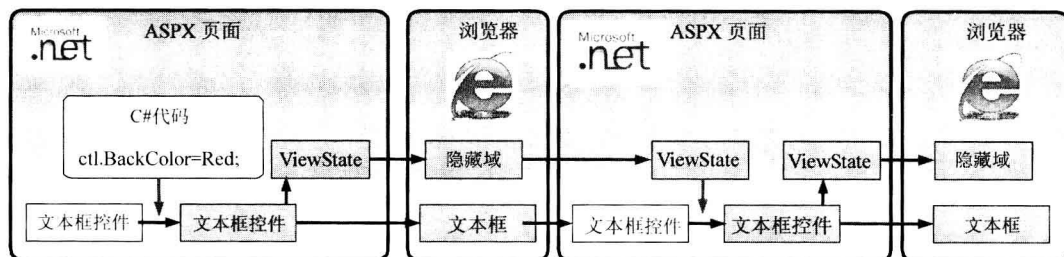 Microsoft
.net
ASPX 页面
C#代码
ctl.BackColor=Red;
ViewState
文本框控件
文本框控件
浏览器
隐藏域
文本框
Microsoft
.net
ASPX 页面
ViewState
ViewState
文本框控件
文本框控件
浏览器
隐藏域
文本框